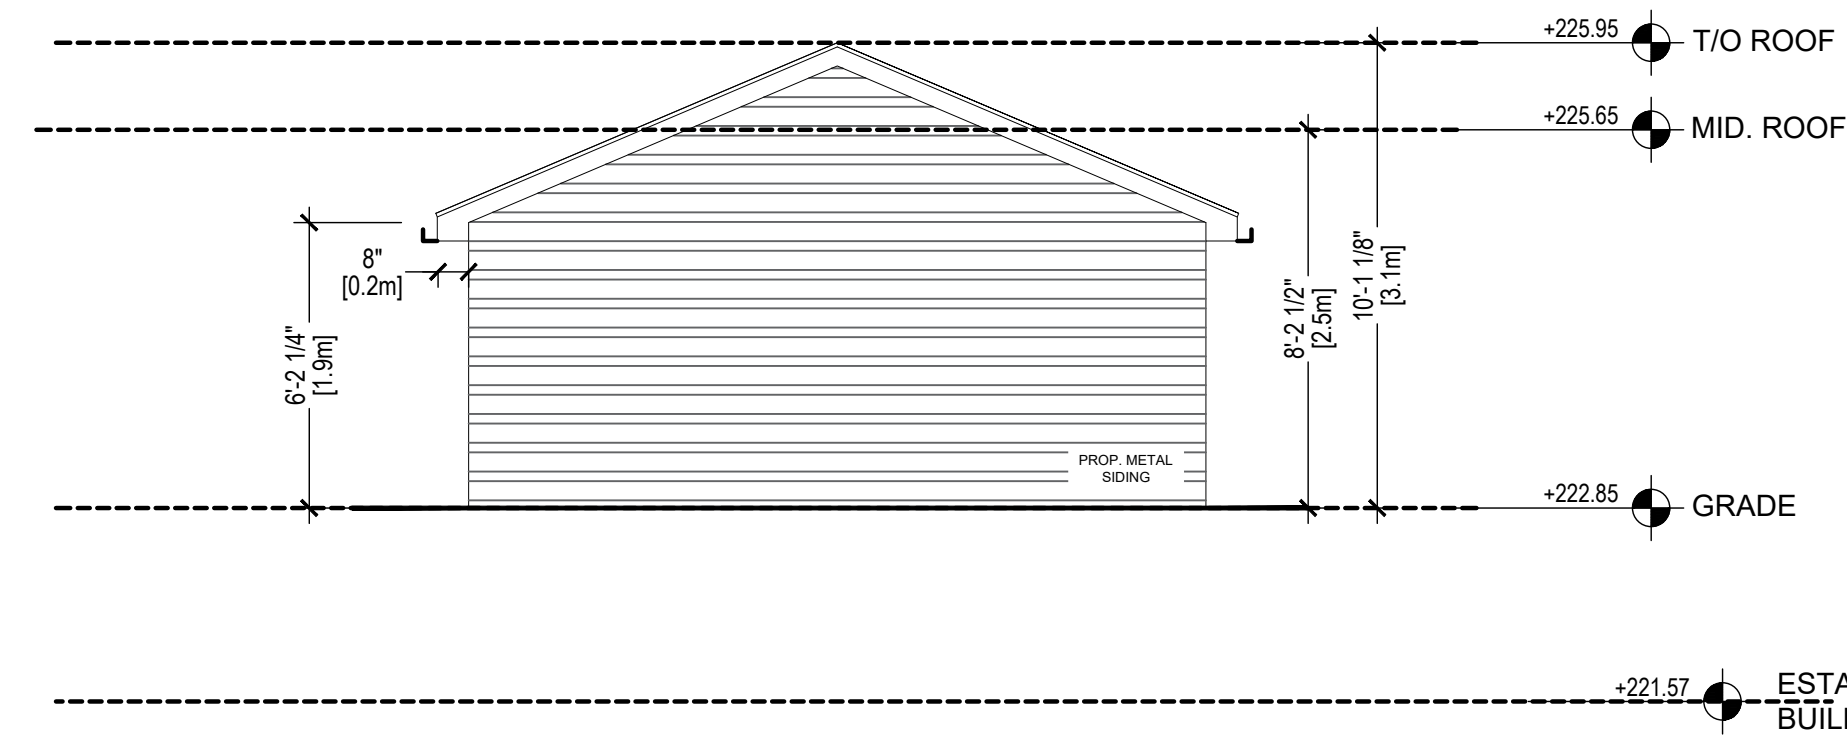 +225.95
T/O ROOF
+225.65
MID. ROOF
8"
[0.2m]
6'-2 1/4"
[1.9m]
8'-2 1/2"
[2.5m]
10'-1 1/8"
[3.1m]
PROP. METAL
SIDING
+222.85
GRADE
+221.57